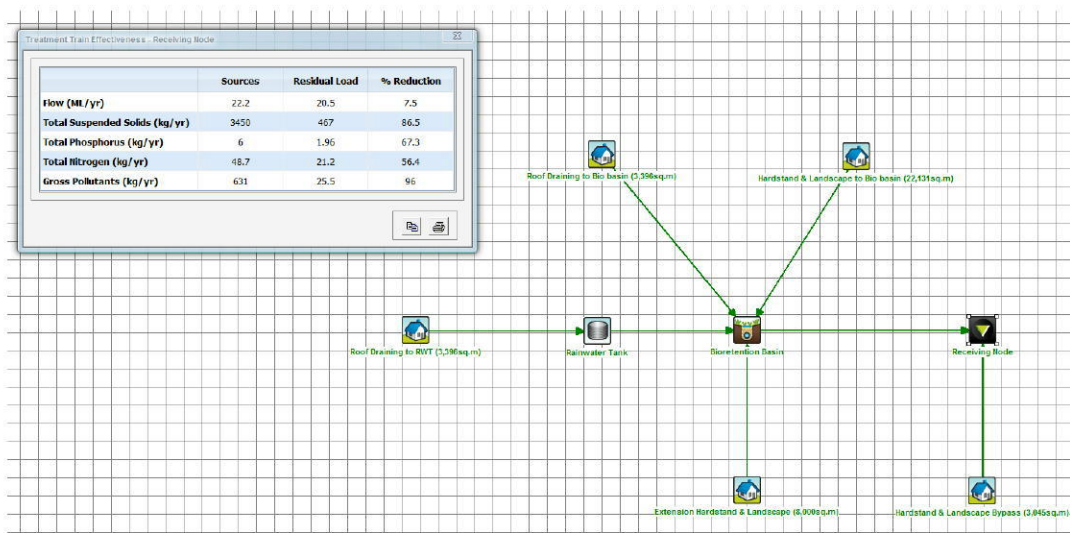 Treatment Train Effectiveness - Receiving Node
Sources Residual Load % Reduction
Flow (ML/yr) 22.2 20.5 7.5
Total Suspended Solids (kg/yr) 3450 467 86.5
Total Phosphorus (kg/yr) 6 1.96 67.3
Total Nitrogen (kg/yr) 48.7 21.2 56.4
Gross Pollutants (kg/yr) 631 25.5 96
Roof Draining to Bio basin (3,396sq.m)
Hardstand & Landscape to Bio basin (22,131sq.m)
Roof Draining to RWT (3,396sq.m)
Rainwater Tank
Bioretention Basin
Receiving Node
Extension Hardstand & Landscape (8,000sq.m)
Hardstand & Landscape Bypass (3,045sq.m)